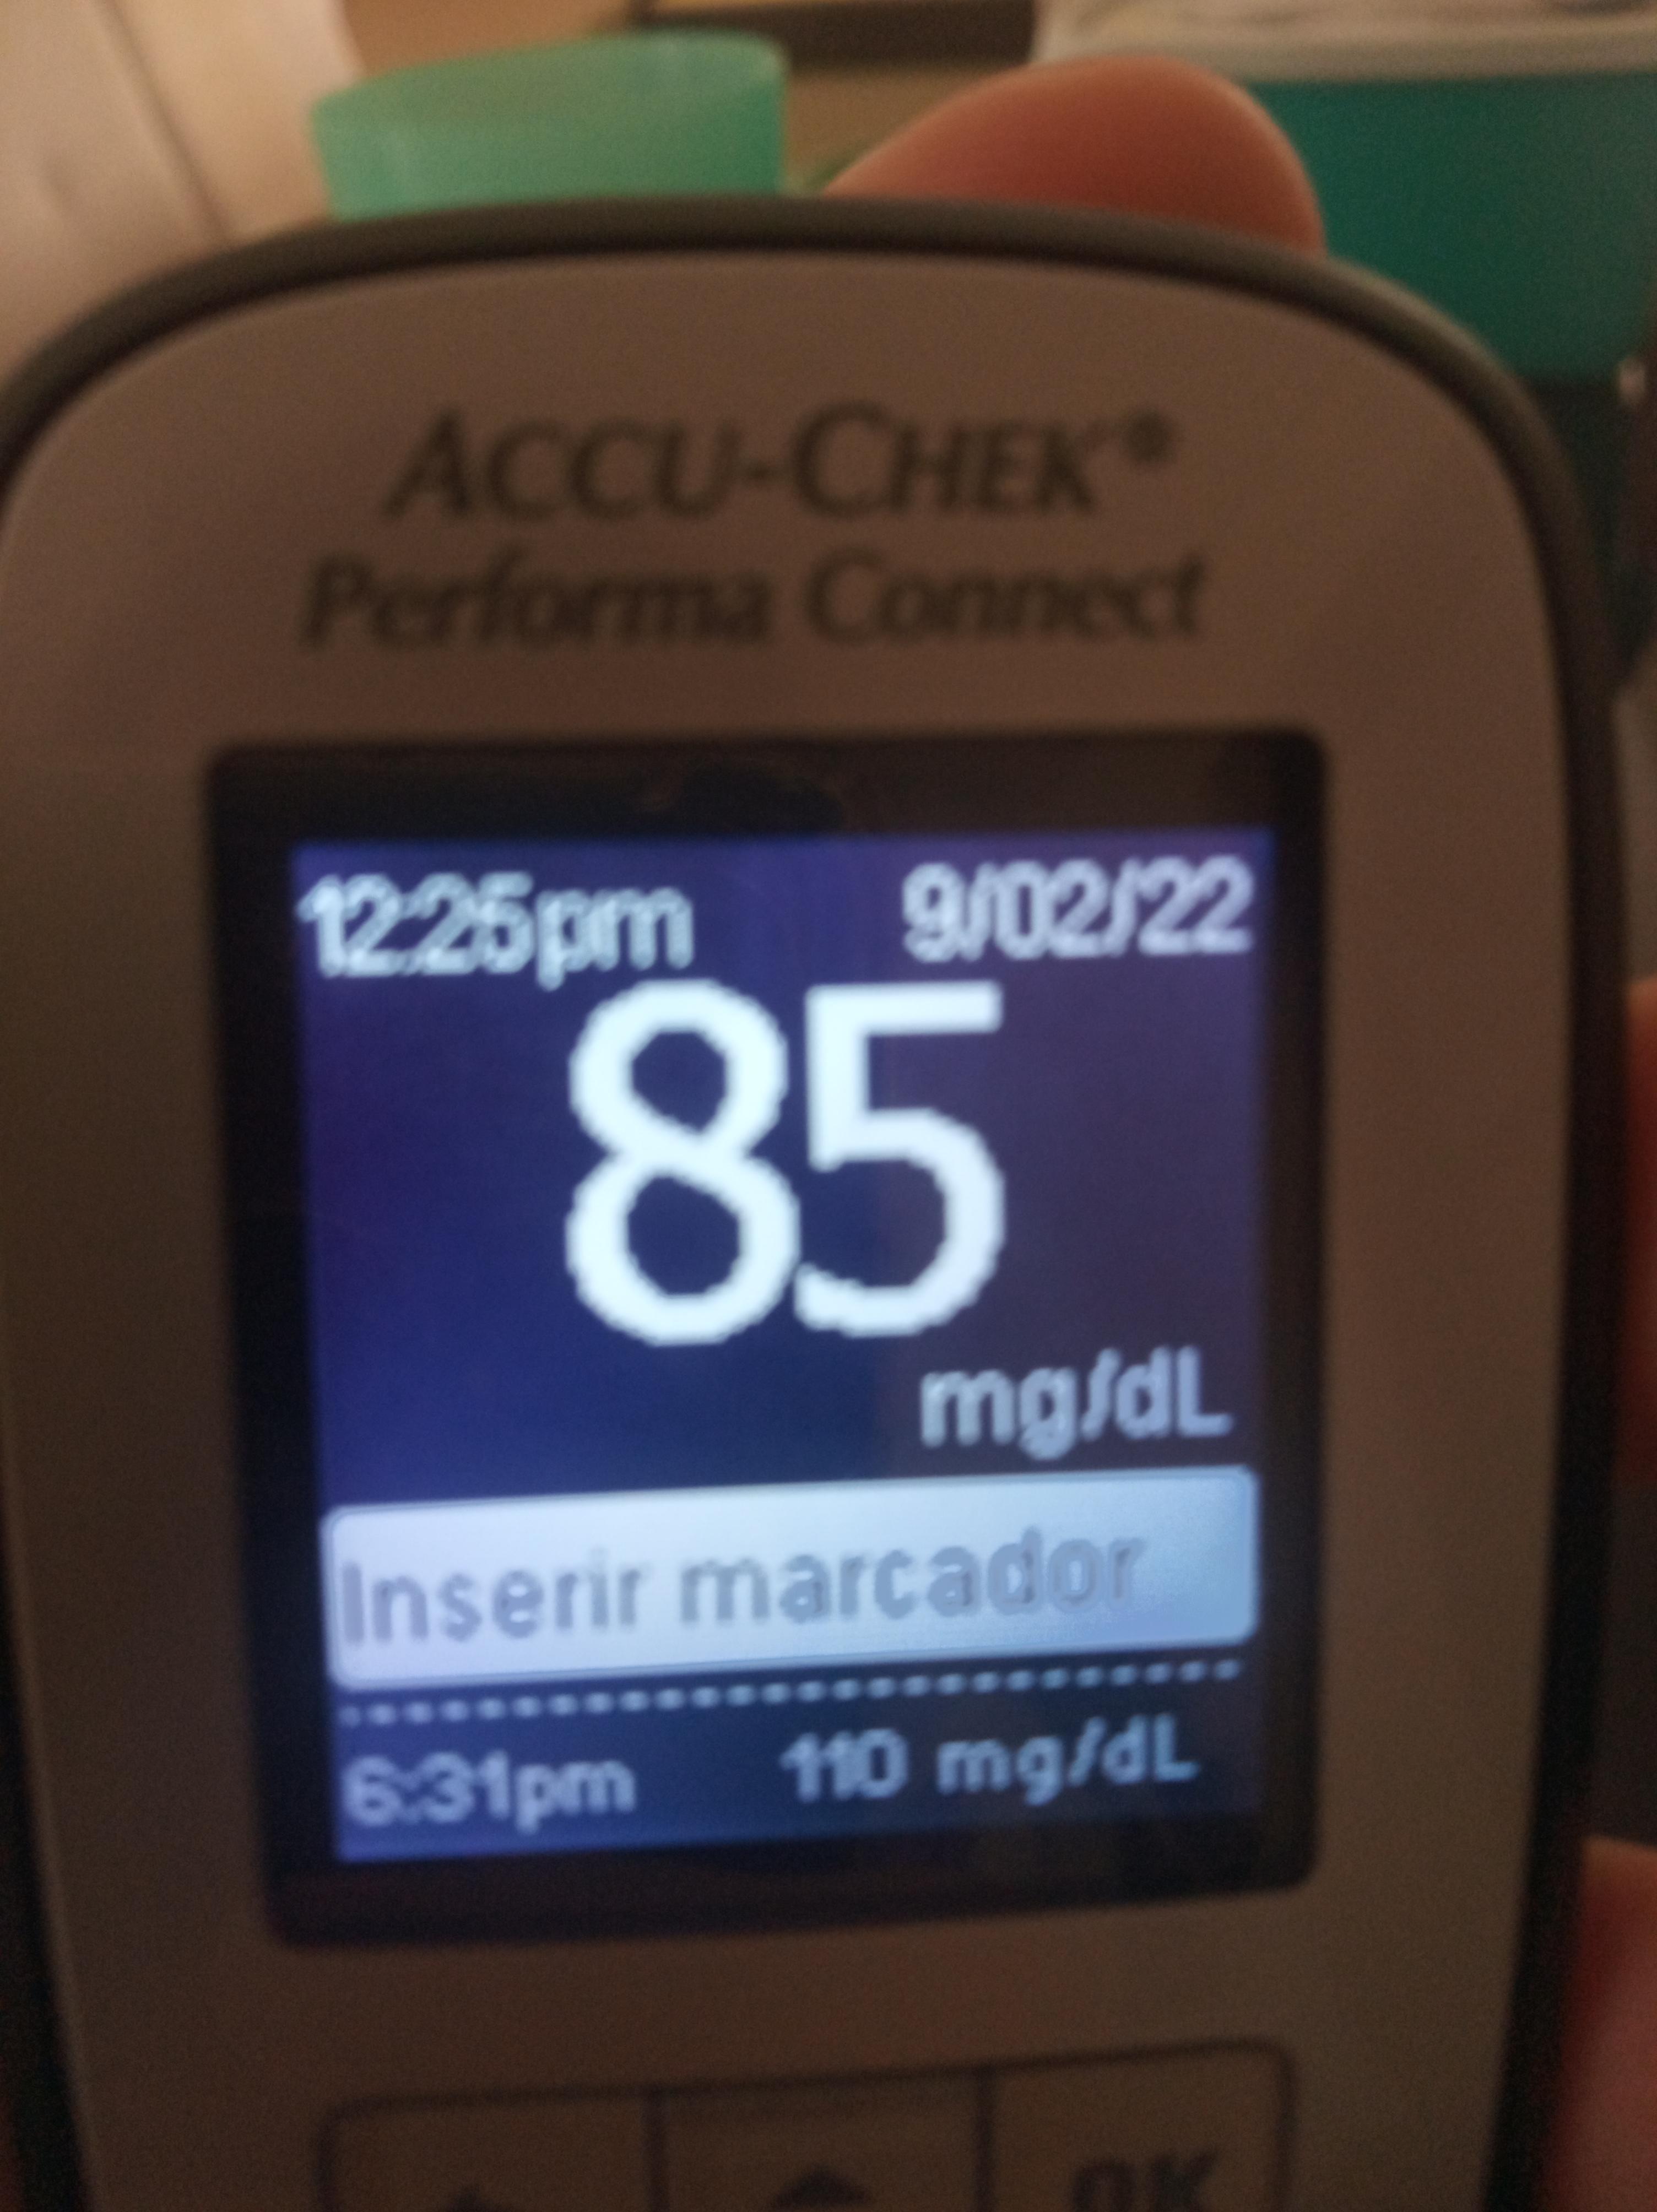 ACCU-CHEK®
Performa Connect
12:25pm 9/02/22
85
mg/dL
Inserir marcador
6:31pm 110 mg/dL
OK